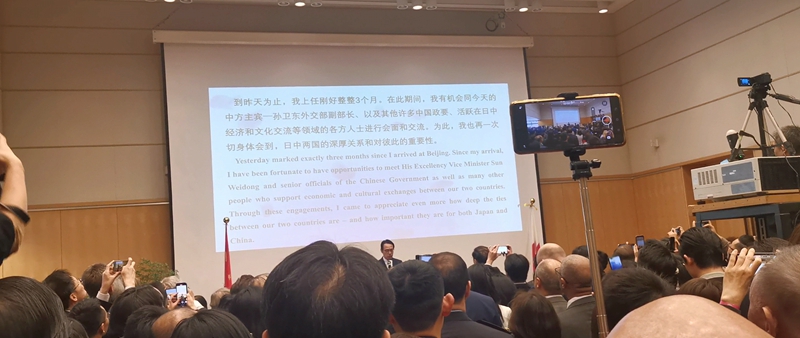 到昨天为止，我上任刚好整整3个月。在此期间，我有机会同今天的
中方主宾—孙卫东外交部副部长、以及其他许多中国政要、活跃在日中
经济和文化交流等领域的各方人士进行会面和交流。为此，我也再一次
切身体会到，日中两国的深厚关系和对彼此的重要性。
Yesterday marked exactly three months since I arrived at Beijing. Since my arrival,
I have been fortunate to have opportunities to meet His Excellency Vice Minister Sun
Weidong and senior officials of the Chinese Government as well as many other
people who support economic and cultural exchanges between our two countries.
Through these engagements, I came to appreciate even more how deep the ties
between our two countries are – and how important they are for both Japan and
China.